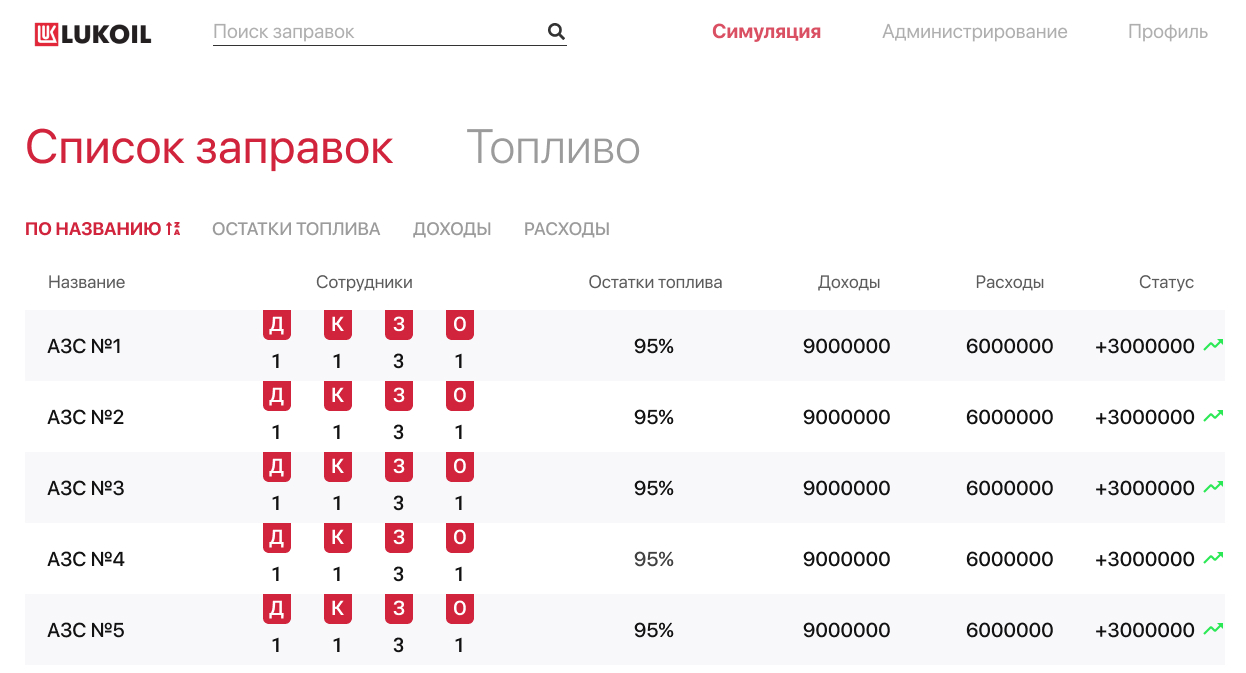 LUKOIL Поиск заправок Симуляция Администрирование Профиль
Список заправок Топливо
ПО НАЗВАНИЮ ОСТАТКИ ТОПЛИВА ДОХОДЫ РАСХОДЫ
Название Сотрудники Остатки топлива Доходы Расходы Статус
Д К З О
АЗС №1 95% 9000000 6000000 +3000000
1 1 3 1
Д К З О
АЗС №2 95% 9000000 6000000 +3000000
1 1 3 1
Д К З О
АЗС №3 95% 9000000 6000000 +3000000
1 1 3 1
Д К З О
АЗС №4 95% 9000000 6000000 +3000000
1 1 3 1
Д К З О
АЗС №5 95% 9000000 6000000 +3000000
1 1 3 1